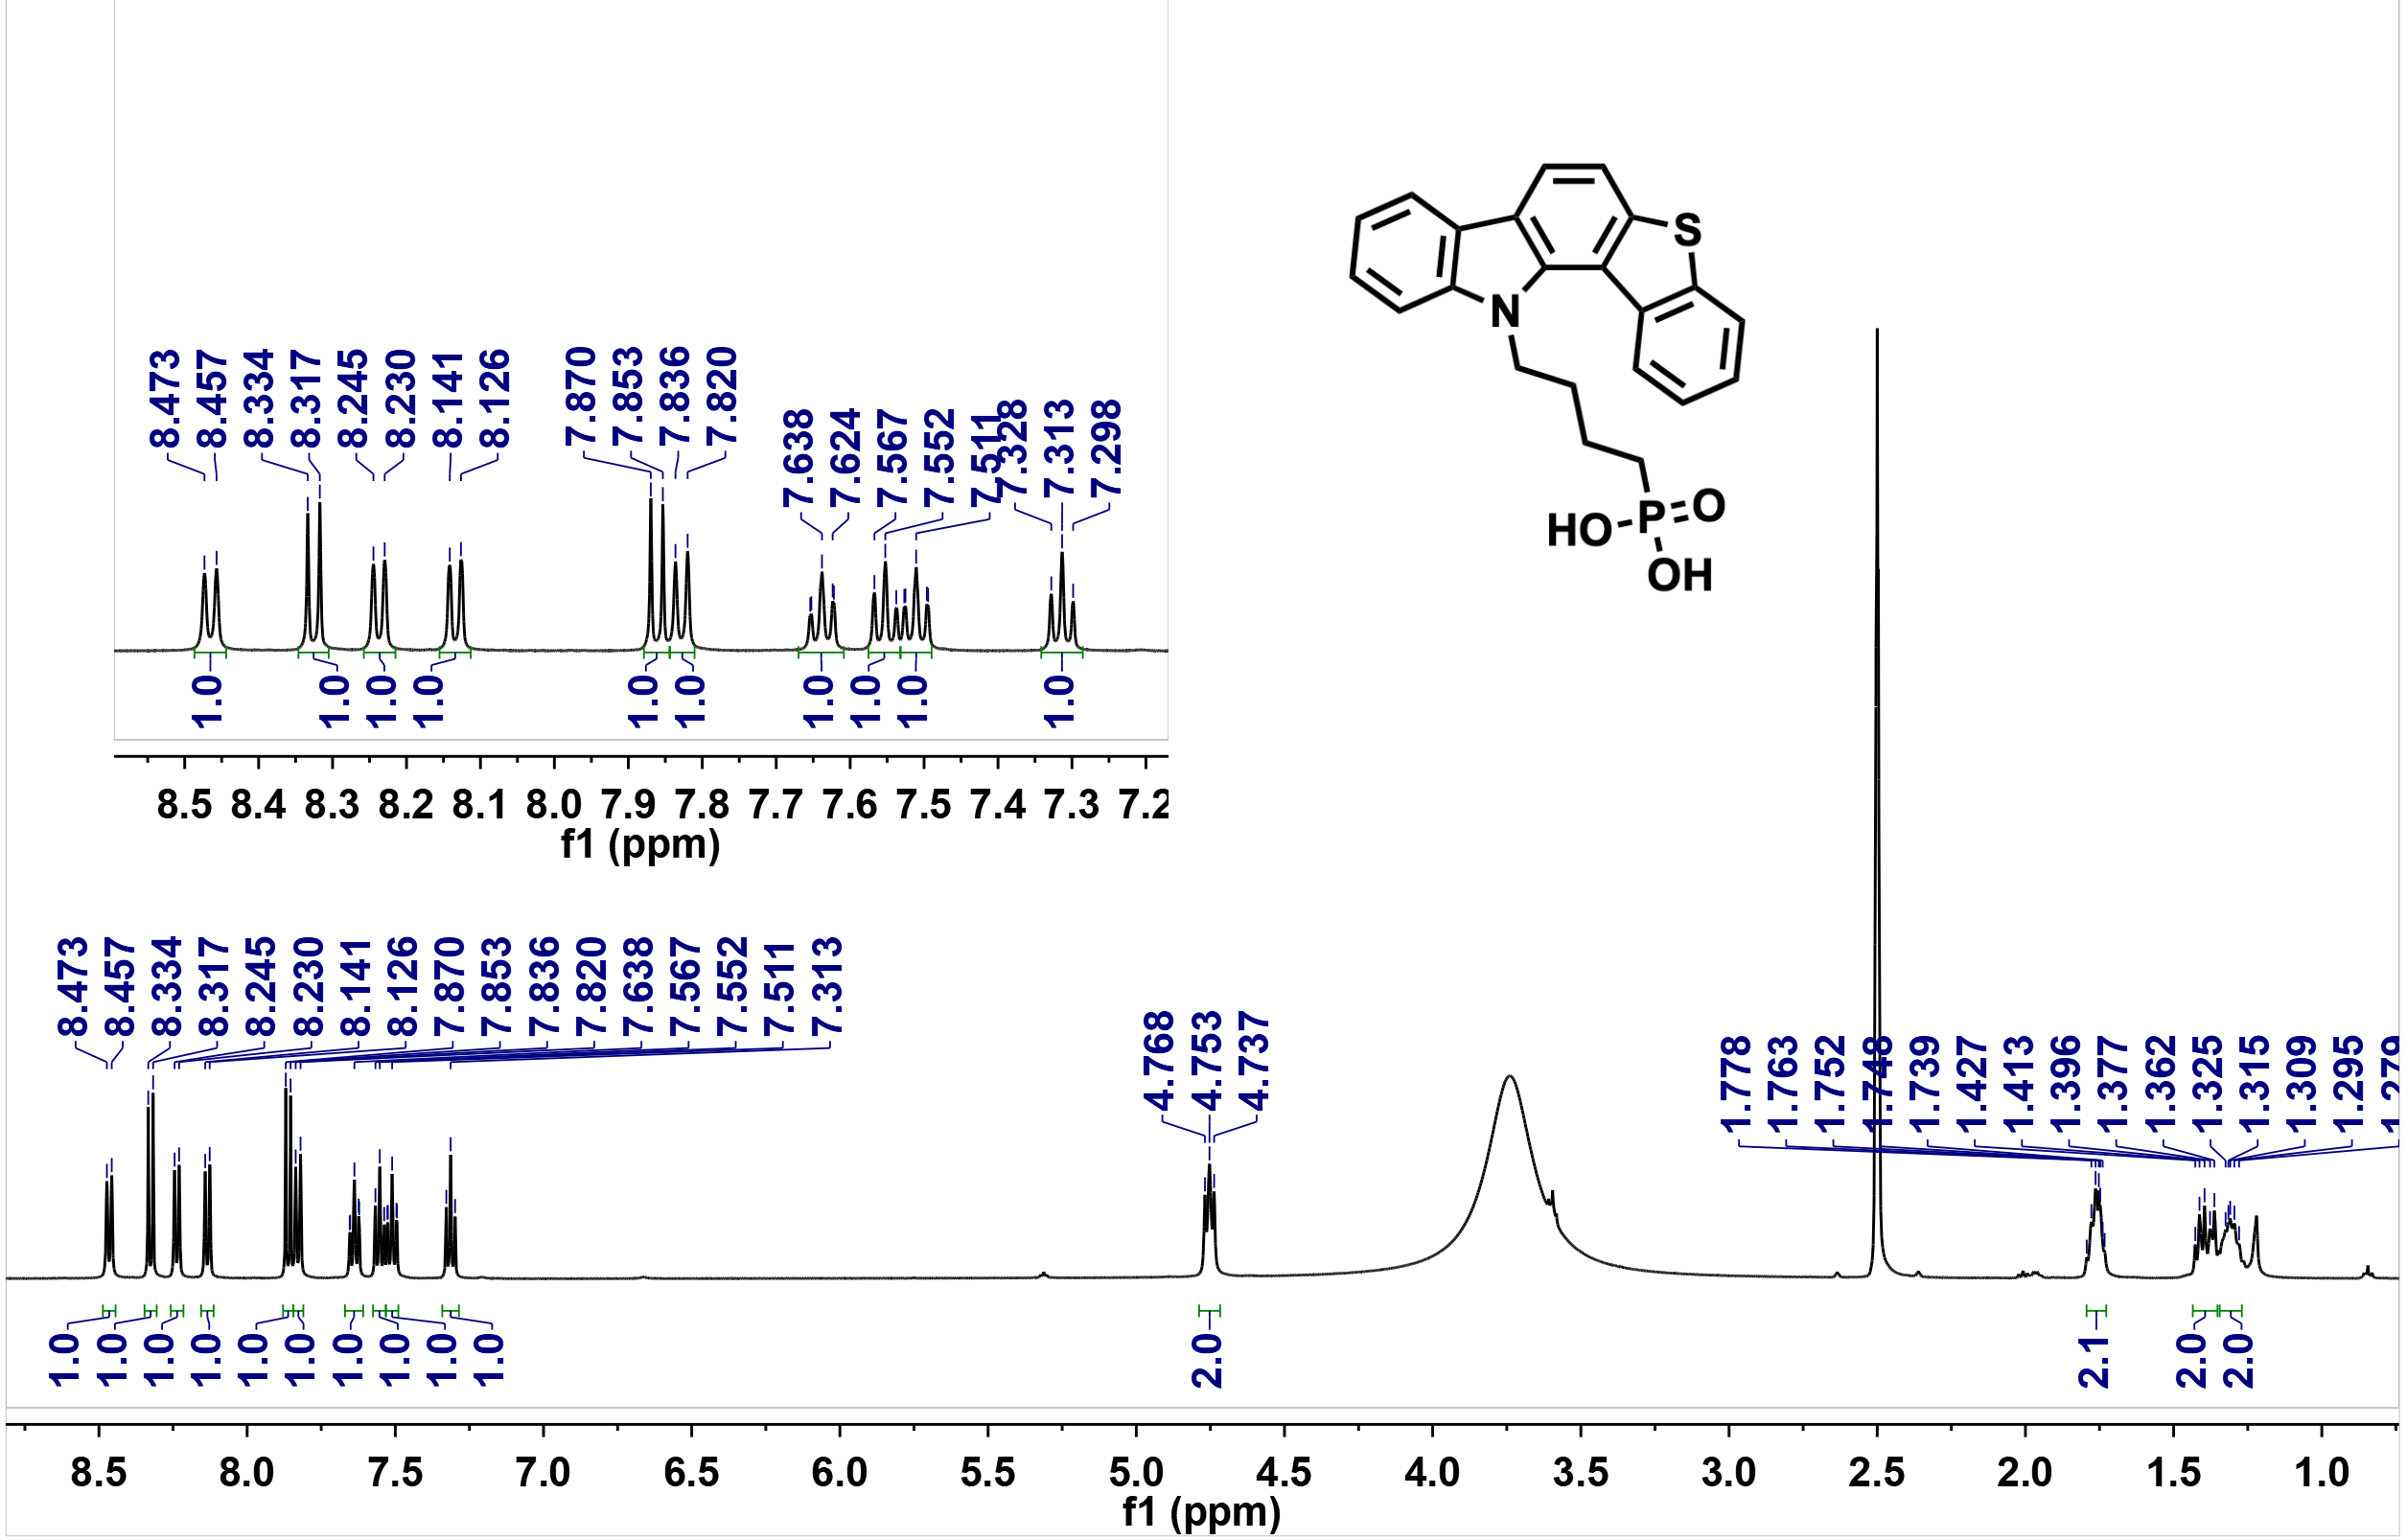 8.473 8.457 8.334 8.317 8.245 8.230 8.141 8.126 7.870 7.853 7.836 7.820 7.638 7.624 7.567 7.552 7.511 7.328 7.313 7.298
1.0 1.0 1.0 1.0 1.0 1.0 1.0 1.0 1.0 1.0
8.5 8.4 8.3 8.2 8.1 8.0 7.9 7.8 7.7 7.6 7.5 7.4 7.3 7.2
f1 (ppm)
S
N
HO P O
OH
8.473 8.457 8.334 8.317 8.245 8.230 8.141 8.126 7.870 7.853 7.836 7.820 7.638 7.567 7.552 7.511 7.313
4.768 4.753 4.737
1.778 1.763 1.752 1.748 1.739 1.427 1.413 1.396 1.377 1.362 1.325 1.315 1.309 1.295 1.279
1.0 1.0 1.0 1.0 1.0 1.0 1.0 1.0 1.0 1.0 2.0 2.1 2.0 2.0
8.5 8.0 7.5 7.0 6.5 6.0 5.5 5.0 4.5 4.0 3.5 3.0 2.5 2.0 1.5 1.0
f1 (ppm)